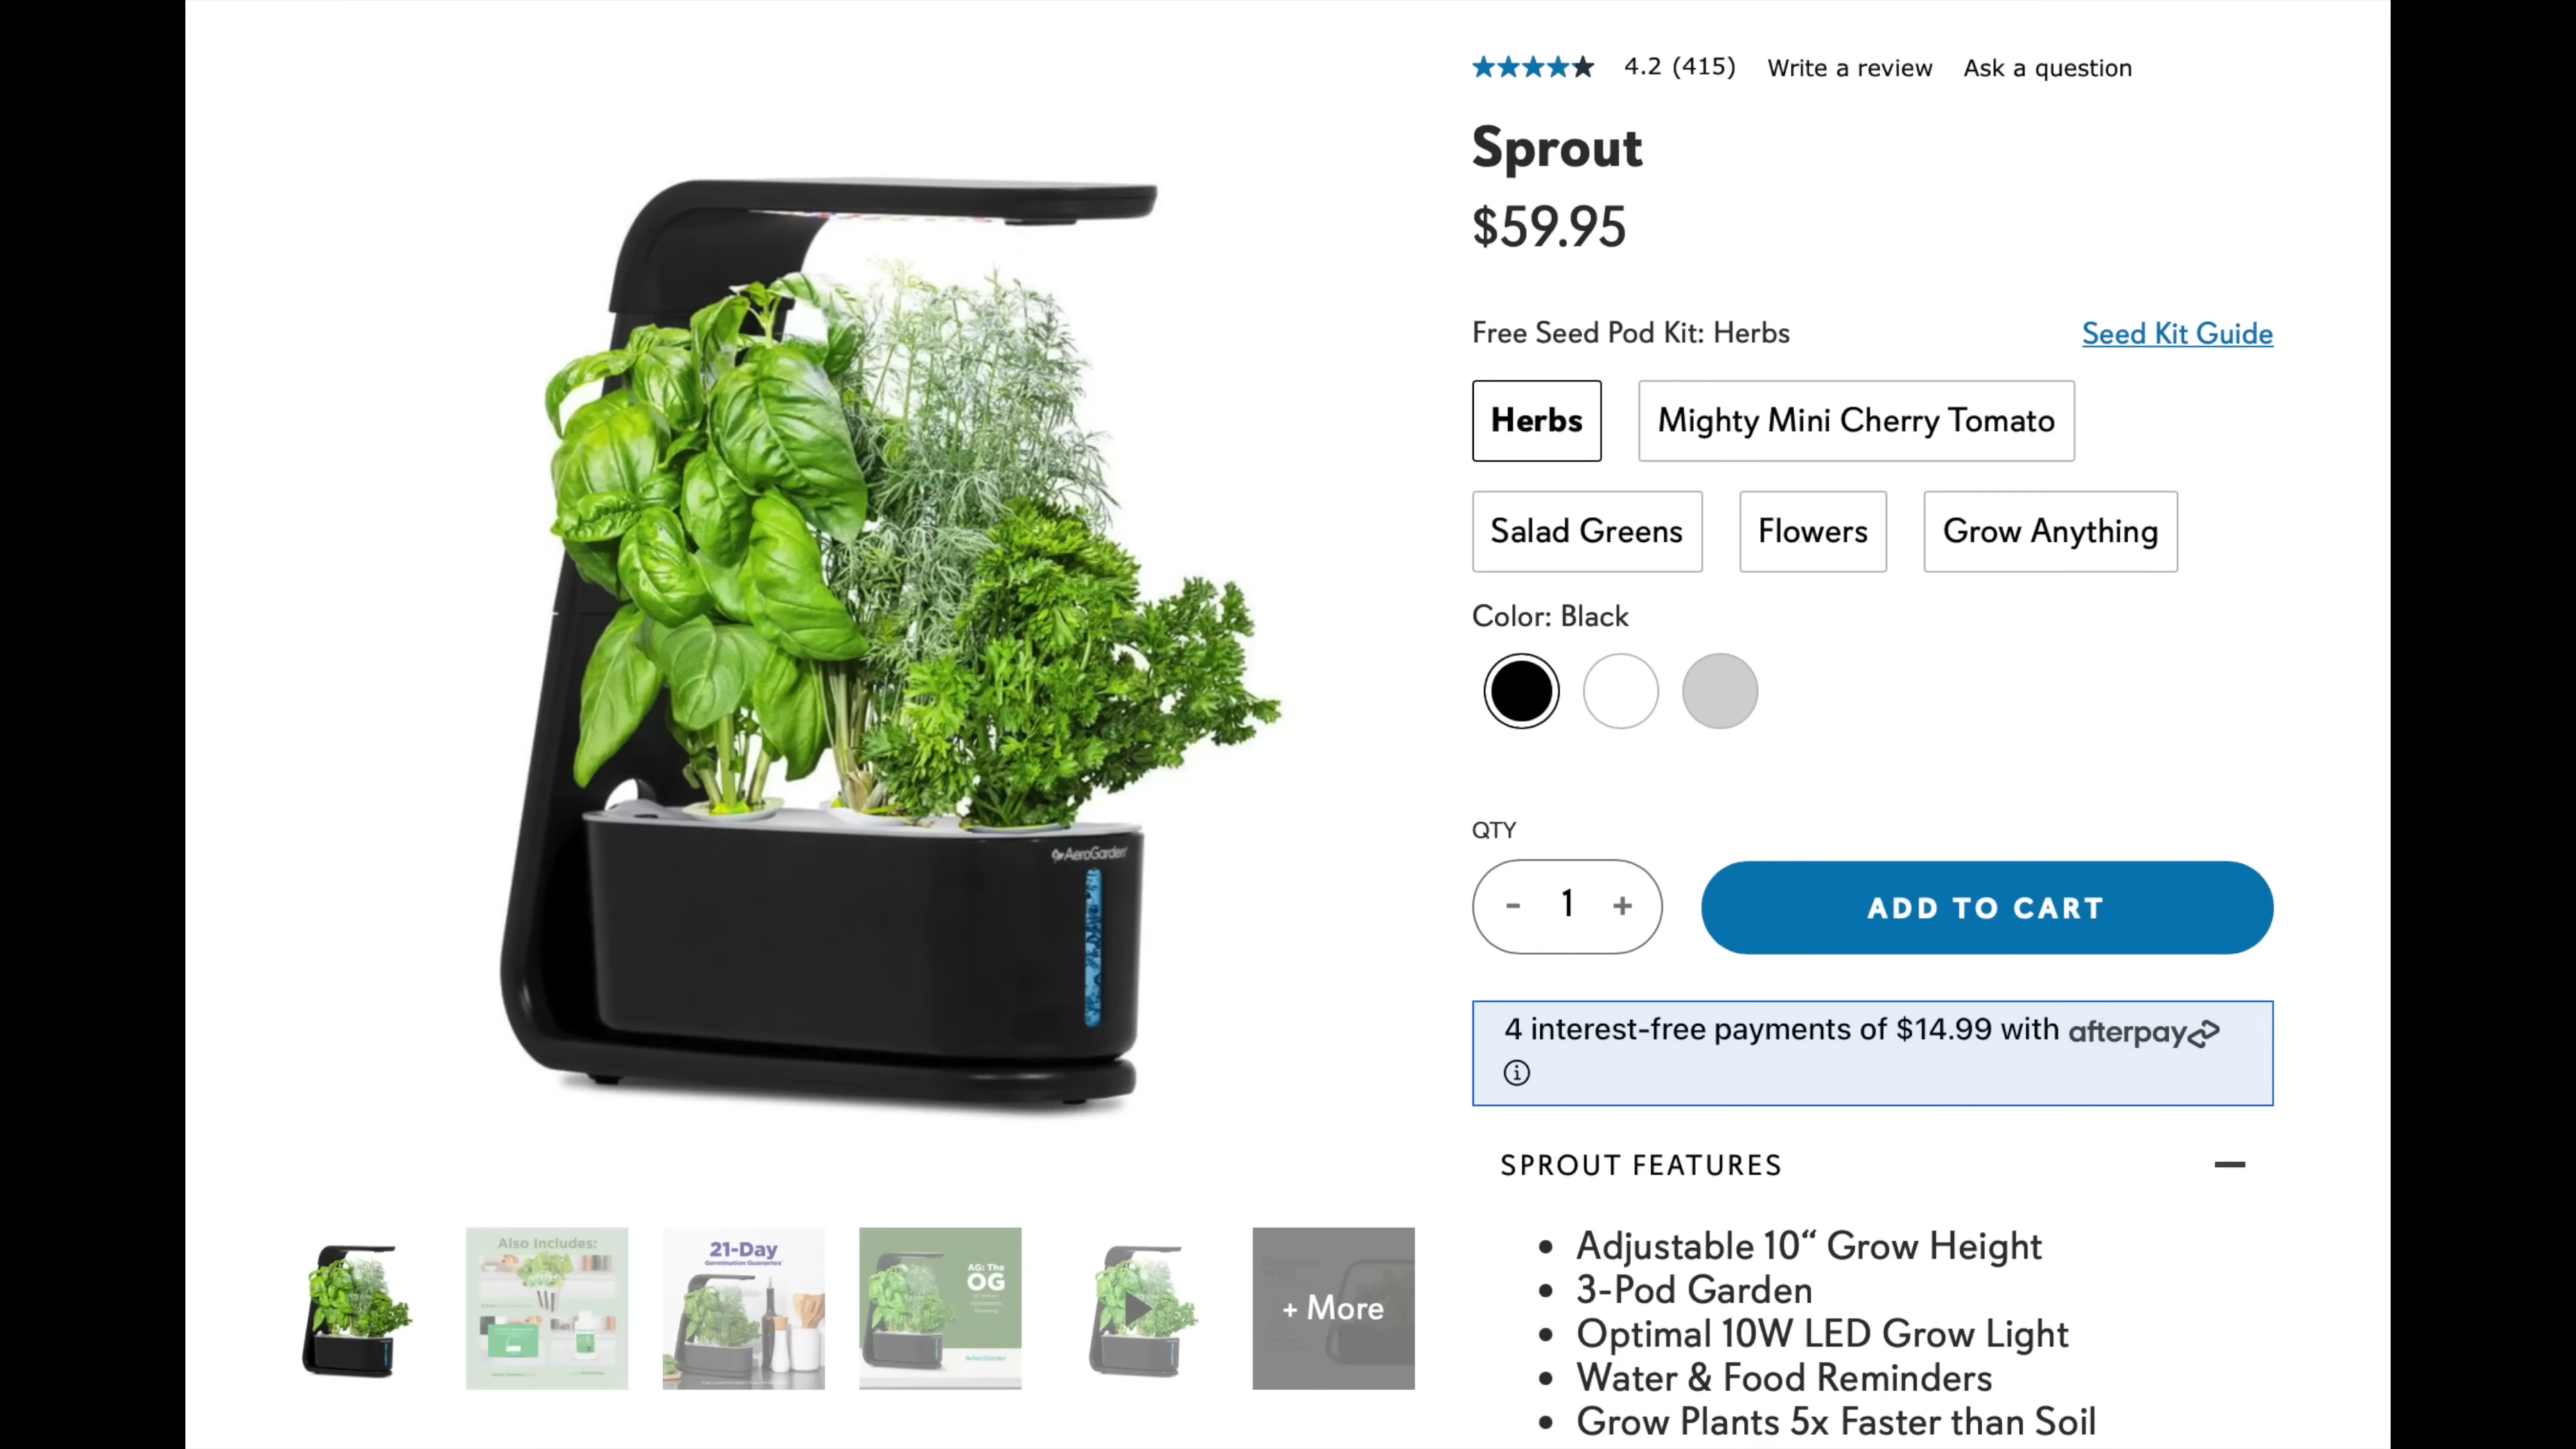 4.2 (415) Write a review Ask a question
Sprout
$59.95
Free Seed Pod Kit: Herbs
Seed Kit Guide
Herbs
Mighty Mini Cherry Tomato
Salad Greens
Flowers
Grow Anything
Color: Black
QTY
- 1 +
ADD TO CART
4 interest-free payments of $14.99 with afterpay
SPROUT FEATURES
• Adjustable 10“ Grow Height
• 3-Pod Garden
• Optimal 10W LED Grow Light
• Water & Food Reminders
• Grow Plants 5x Faster than Soil
AeroGarden
Also Includes:
21-Day
Germination Guarantee*
AG: The
OG
AeroGarden
+ More